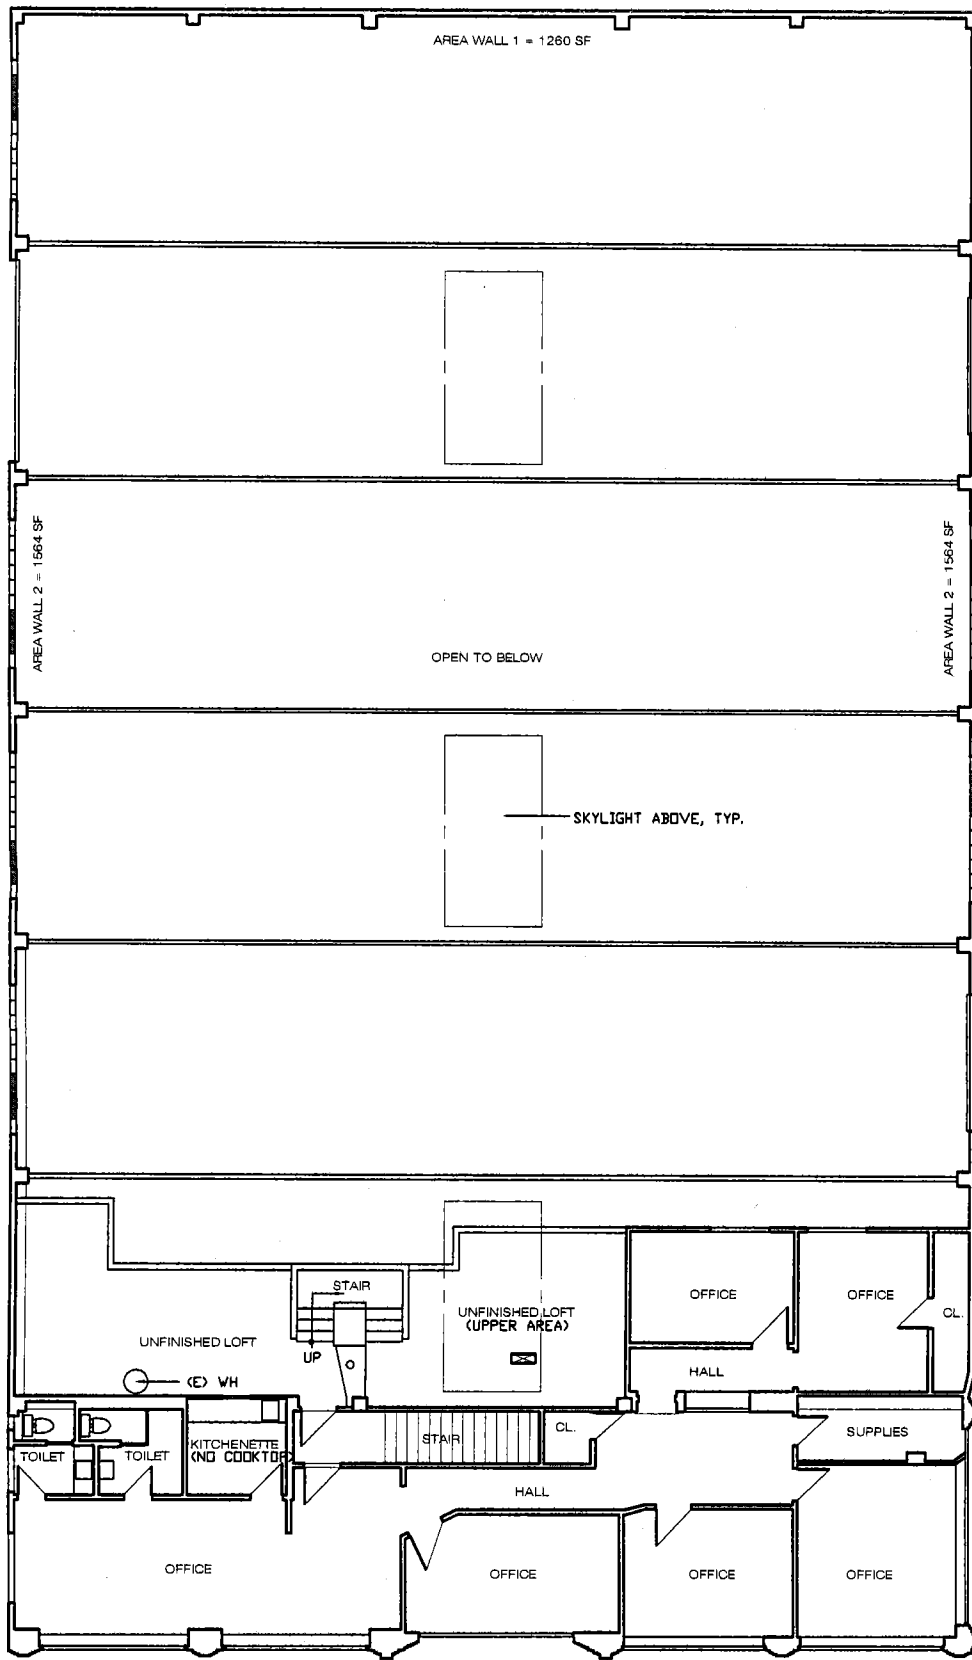 AREA WALL 1 = 1260 SF
AREA WALL 2 = 1564 SF
AREA WALL 2 = 1564 SF
OPEN TO BELOW
SKYLIGHT ABOVE, TYP.
STAIR
OFFICE
OFFICE
UNFINISHED LOFT
(UPPER AREA)
CL.
UNFINISHED LOFT
UP
HALL
(E) WH
SUPPLIES
STAIR
CL.
KITCHENETTE
(NO COOKTOP)
TOILET
TOILET
HALL
OFFICE
OFFICE
OFFICE
OFFICE